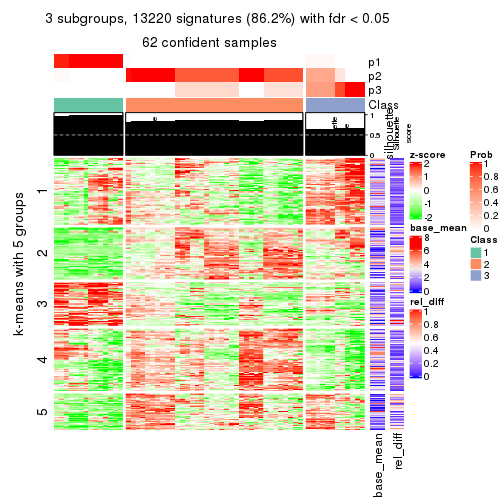 3 subgroups, 13220 signatures (86.2%) with fdr < 0.05
62 confident samples
p1
p2
p3
Class
1
0.5
0
silhouette
score
k-means with 5 groups
1
2
3
4
5
base_mean
rel_diff
z-score
2
1
0
-1
-2
base_mean
8
6
4
2
0
rel_diff
1
0.8
0.6
0.4
0.2
0
Prob
1
0.8
0.6
0.4
0.2
0
Class
1
2
3